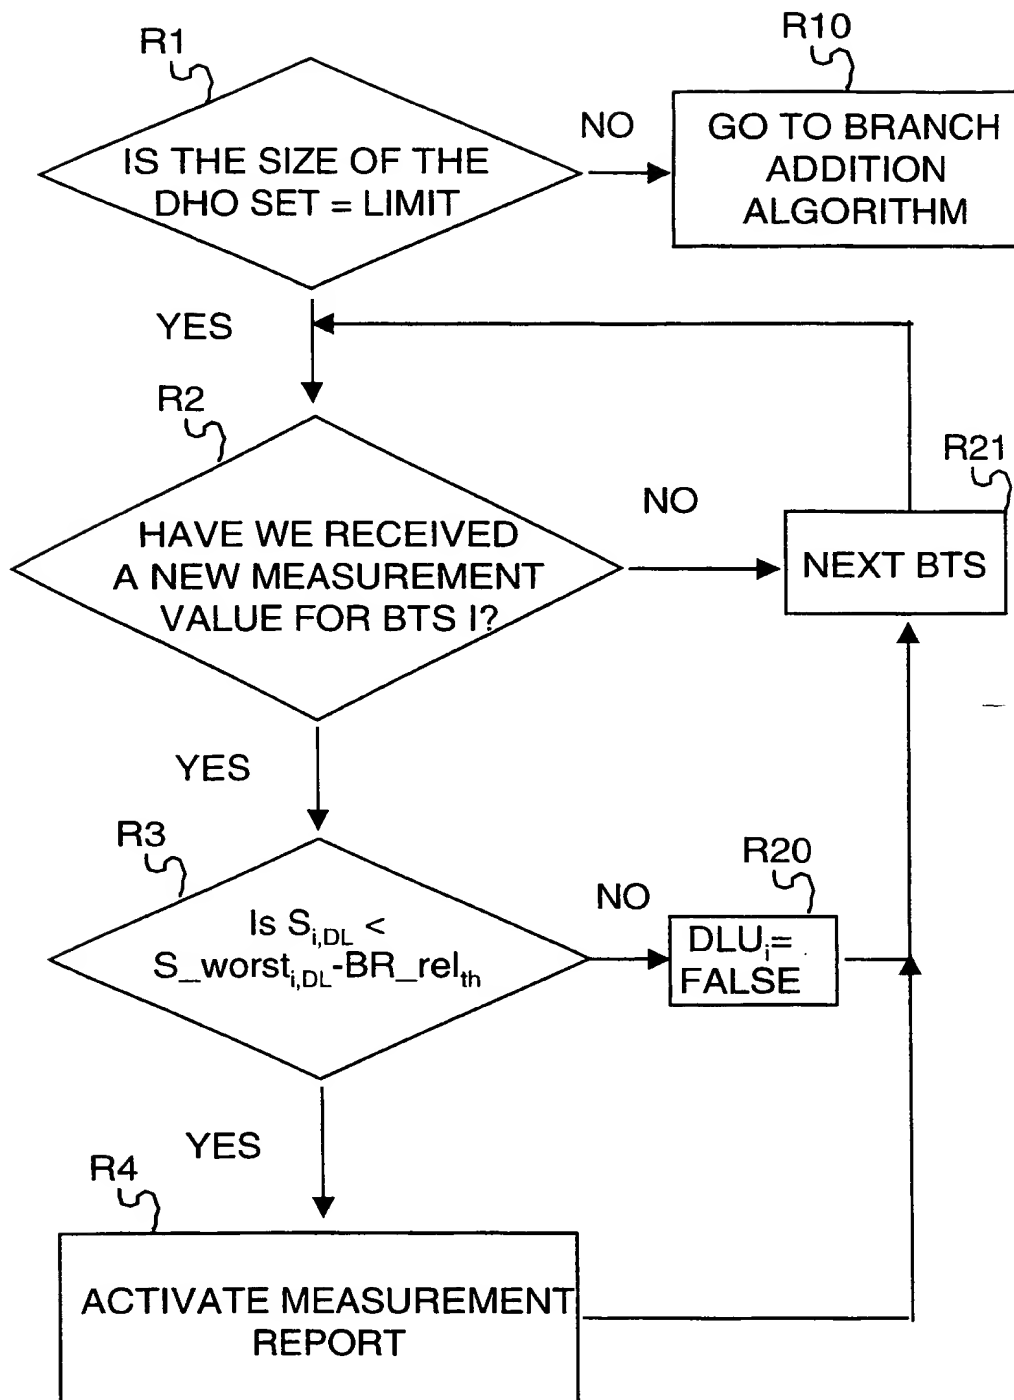 R1
R10
IS THE SIZE OF THE
DHO SET = LIMIT
NO
GO TO BRANCH
ADDITION
ALGORITHM
YES
R2
R21
HAVE WE RECEIVED
A NEW MEASUREMENT
VALUE FOR BTS I?
NO
NEXT BTS
YES
R3
R20
Is S_{i,DL} <
S_worst_{i,DL}-BR_rel_{th}
NO
DLU_i=
FALSE
YES
R4
ACTIVATE MEASUREMENT
REPORT